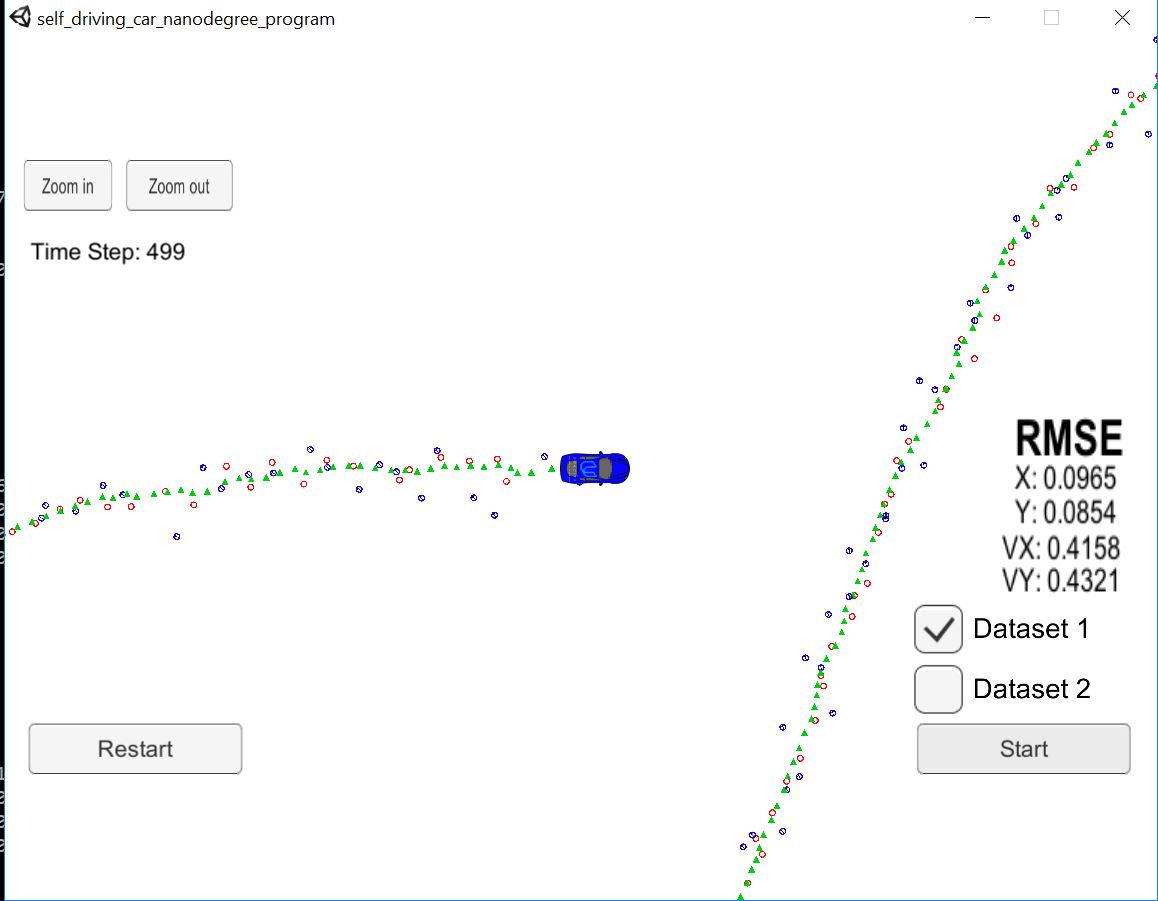 self_driving_car_nanodegree_program
Zoom in
Zoom out
Time Step: 499
RMSE
X: 0.0965
Y: 0.0854
VX: 0.4158
VY: 0.4321
Dataset 1
Dataset 2
Restart
Start